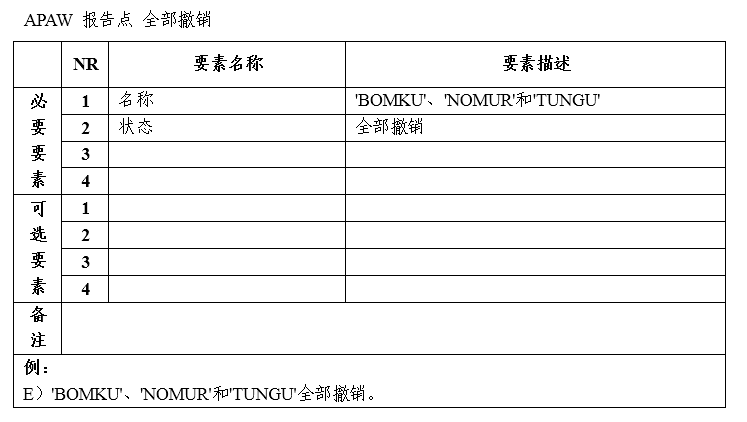 APAW 报告点 全部撤销
NR 要素名称 要素描述
必要要素
1 名称 'BOMKU'、'NOMUR'和'TUNGU'
2 状态 全部撤销
3
4
可选要素
1
2
3
4
备注
例：
E）'BOMKU'、'NOMUR'和'TUNGU'全部撤销。